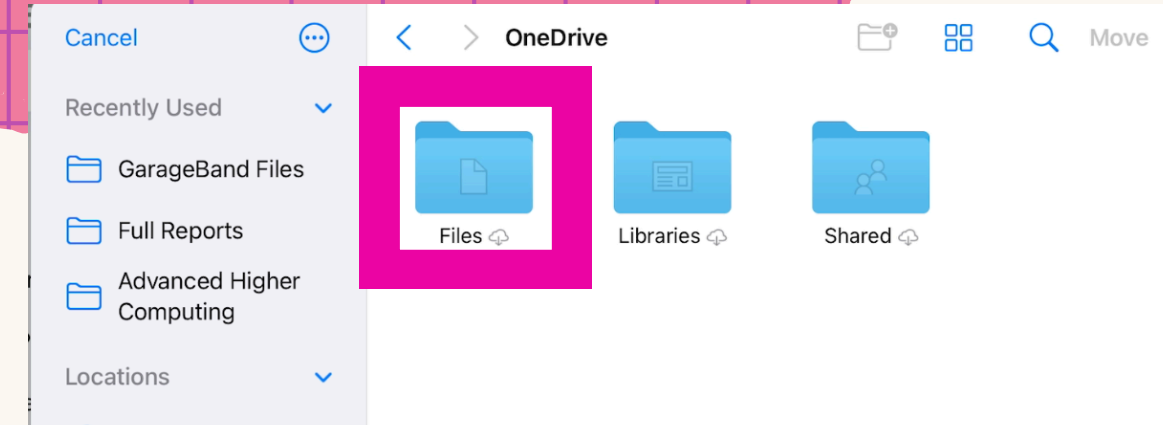 Cancel
OneDrive
Move
Recently Used
GarageBand Files
Full Reports
Advanced Higher
Computing
Locations
Files
Libraries
Shared